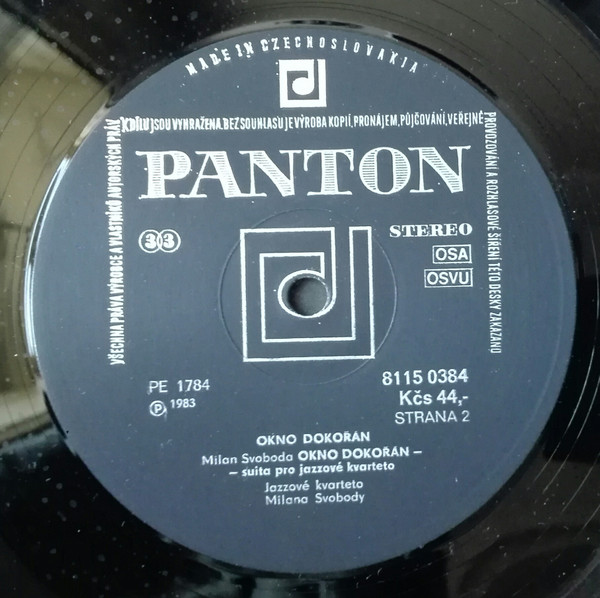 MADE IN CZECHOSLOVAKIA
VŠECHNA PRÁVA VÝROBCE A VLASTNÍKŮ AUTORSKÝCH PRÁV
K DÍLU JSOU VYHRAŽENA. BEZ SOUHLASU JE VÝROBA KOPIÍ, PRONÁJEM, PŮJČOVÁNÍ, VEŘEJNÉ
PROVOZOVÁNÍ A ROZHLASOVÉ ŠÍŘENÍ TÉTO DESKY ZAKÁZÁNO
PANTON
33
STEREO
OSA
OSVU
PE 1784
Ⓟ 1983
8115 0384
Kčs 44,-
STRANA 2
OKNO DOKOŘÁN
Milan Svoboda OKNO DOKOŘÁN –
– suita pro jazzové kvarteto
Jazzové kvarteto
Milana Svobody